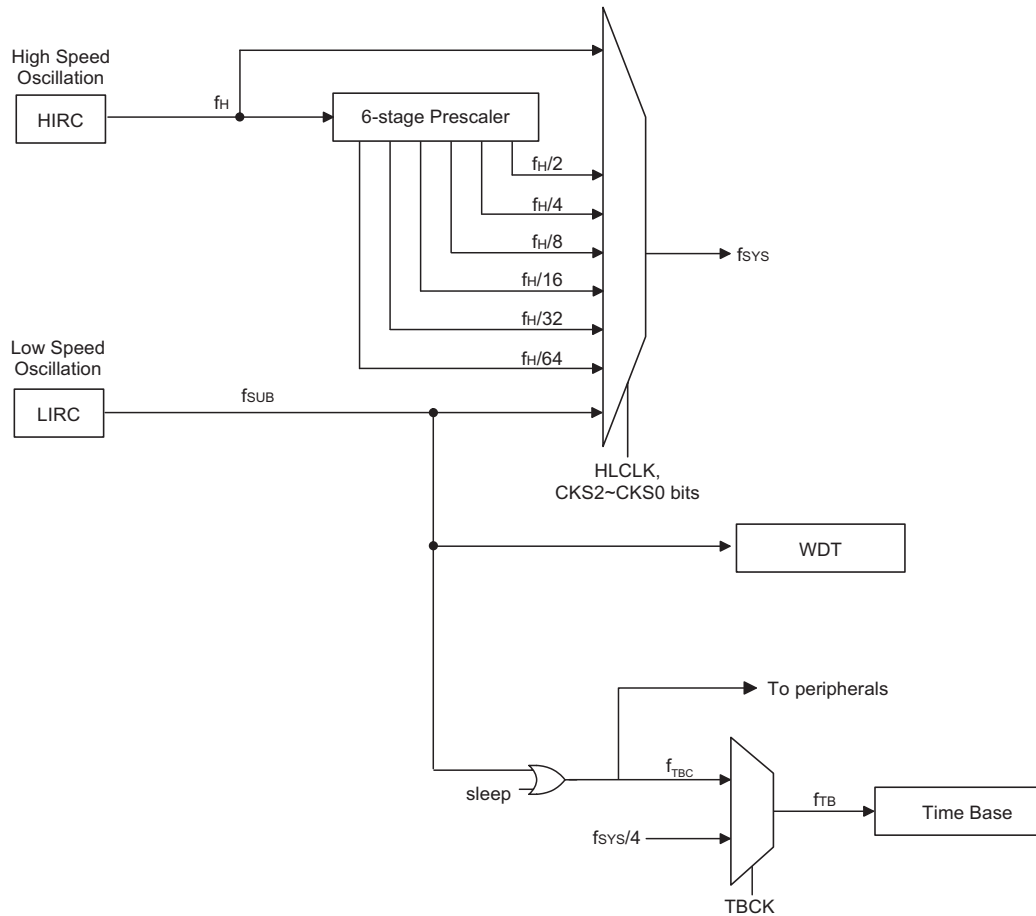 High Speed
Oscillation
HIRC
fH
6-stage Prescaler
fH/2
fH/4
fH/8
fH/16
fH/32
fH/64
fSYS
Low Speed
Oscillation
LIRC
fSUB
HLCLK,
CKS2~CKS0 bits
WDT
To peripherals
sleep
fTBC
fSYS/4
fTB
Time Base
TBCK